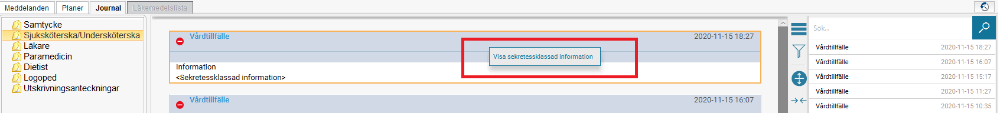 Meddelanden Planer Journal Läkemedelslista
Samtycke
Sjuksköterska/Undersköterska
Läkare
Paramedicin
Dietist
Logoped
Utskrivningsanteckningar
Vårdtillfälle 2020-11-15 18:27
Visa sekretessklassad information
Information
<Sekretessklassad information>
Vårdtillfälle 2020-11-15 16:07
Sök...
Vårdtillfälle 2020-11-15 18:27
Vårdtillfälle 2020-11-15 16:07
Vårdtillfälle 2020-11-15 15:17
Vårdtillfälle 2020-11-15 11:27
Vårdtillfälle 2020-11-15 10:35